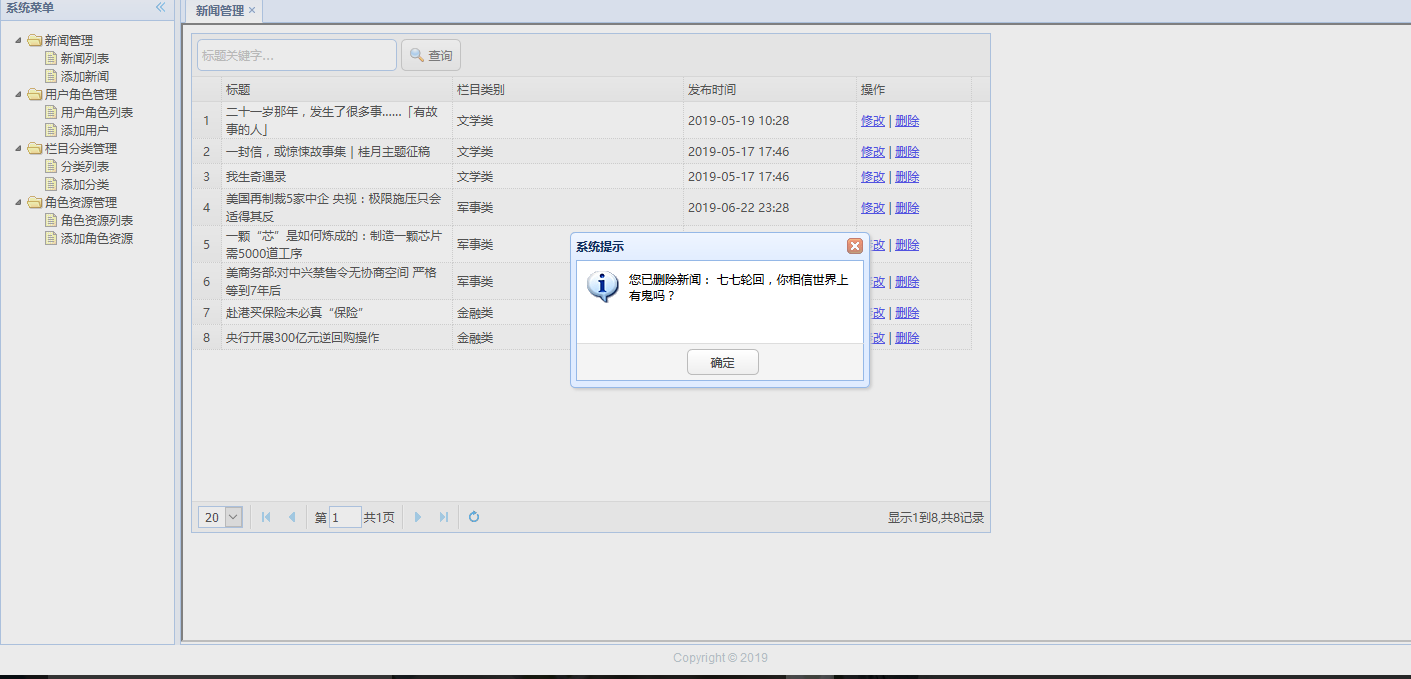 系统菜单
新闻管理
新闻列表
添加新闻
用户角色管理
用户角色列表
添加用户
栏目分类管理
分类列表
添加分类
角色资源管理
角色资源列表
添加角色资源
新闻管理
标题关键字...
查询
标题 栏目类别 发布时间 操作
1 二十一岁那年，发生了很多事……「有故
事的人」 文学类 2019-05-19 10:28 修改 | 删除
2 一封信，或惊悚故事集 | 桂月主题征稿 文学类 2019-05-17 17:46 修改 | 删除
3 我生奇遇录 文学类 2019-05-17 17:46 修改 | 删除
4 美国再制裁5家中企 央视：极限施压只会
适得其反 军事类 2019-06-22 23:28 修改 | 删除
5 一颗“芯”是如何炼成的：制造一颗芯片
需5000道工序 军事类 改 | 删除
6 美商务部:对中兴禁售令无协商空间 严格
等到7年后 军事类 改 | 删除
7 赴港买保险未必真“保险” 金融类 改 | 删除
8 央行开展300亿元逆回购操作 金融类 改 | 删除
系统提示
您已删除新闻： 七七轮回，你相信世界上
有鬼吗？
确定
20 第 1 共1页 显示1到8,共8记录
Copyright © 2019